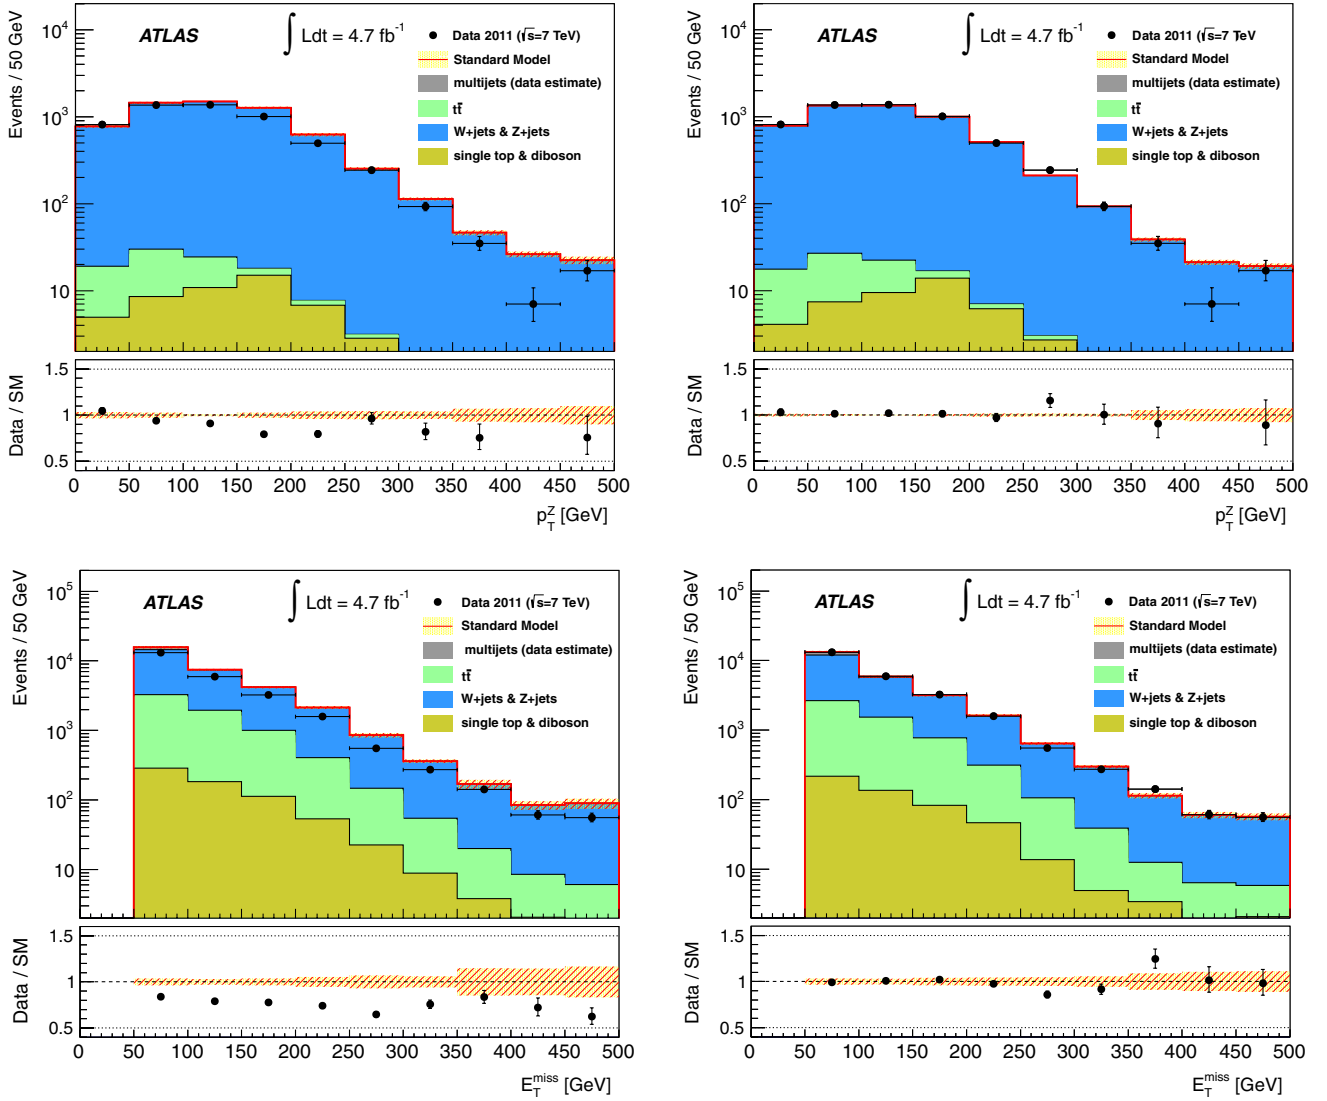 Events / 50 GeV
10⁴
10³
10²
10
ATLAS
∫ Ldt = 4.7 fb⁻¹
Data 2011 (√s=7 TeV)
Standard Model
multijets (data estimate)
tt̄
W+jets & Z+jets
single top & diboson
Data / SM
1.5
1
0.5
0 50 100 150 200 250 300 350 400 450 500
p_T^Z [GeV]
Events / 50 GeV
10⁴
10³
10²
10
ATLAS
∫ Ldt = 4.7 fb⁻¹
Data 2011 (√s=7 TeV)
Standard Model
multijets (data estimate)
tt̄
W+jets & Z+jets
single top & diboson
Data / SM
1.5
1
0.5
0 50 100 150 200 250 300 350 400 450 500
p_T^Z [GeV]
Events / 50 GeV
10⁵
10⁴
10³
10²
10
ATLAS
∫ Ldt = 4.7 fb⁻¹
Data 2011 (√s=7 TeV)
Standard Model
multijets (data estimate)
tt̄
W+jets & Z+jets
single top & diboson
Data / SM
1.5
1
0.5
0 50 100 150 200 250 300 350 400 450 500
E_T^miss [GeV]
Events / 50 GeV
10⁵
10⁴
10³
10²
10
ATLAS
∫ Ldt = 4.7 fb⁻¹
Data 2011 (√s=7 TeV)
Standard Model
multijets (data estimate)
tt̄
W+jets & Z+jets
single top & diboson
Data / SM
1.5
1
0.5
0 50 100 150 200 250 300 350 400 450 500
E_T^miss [GeV]